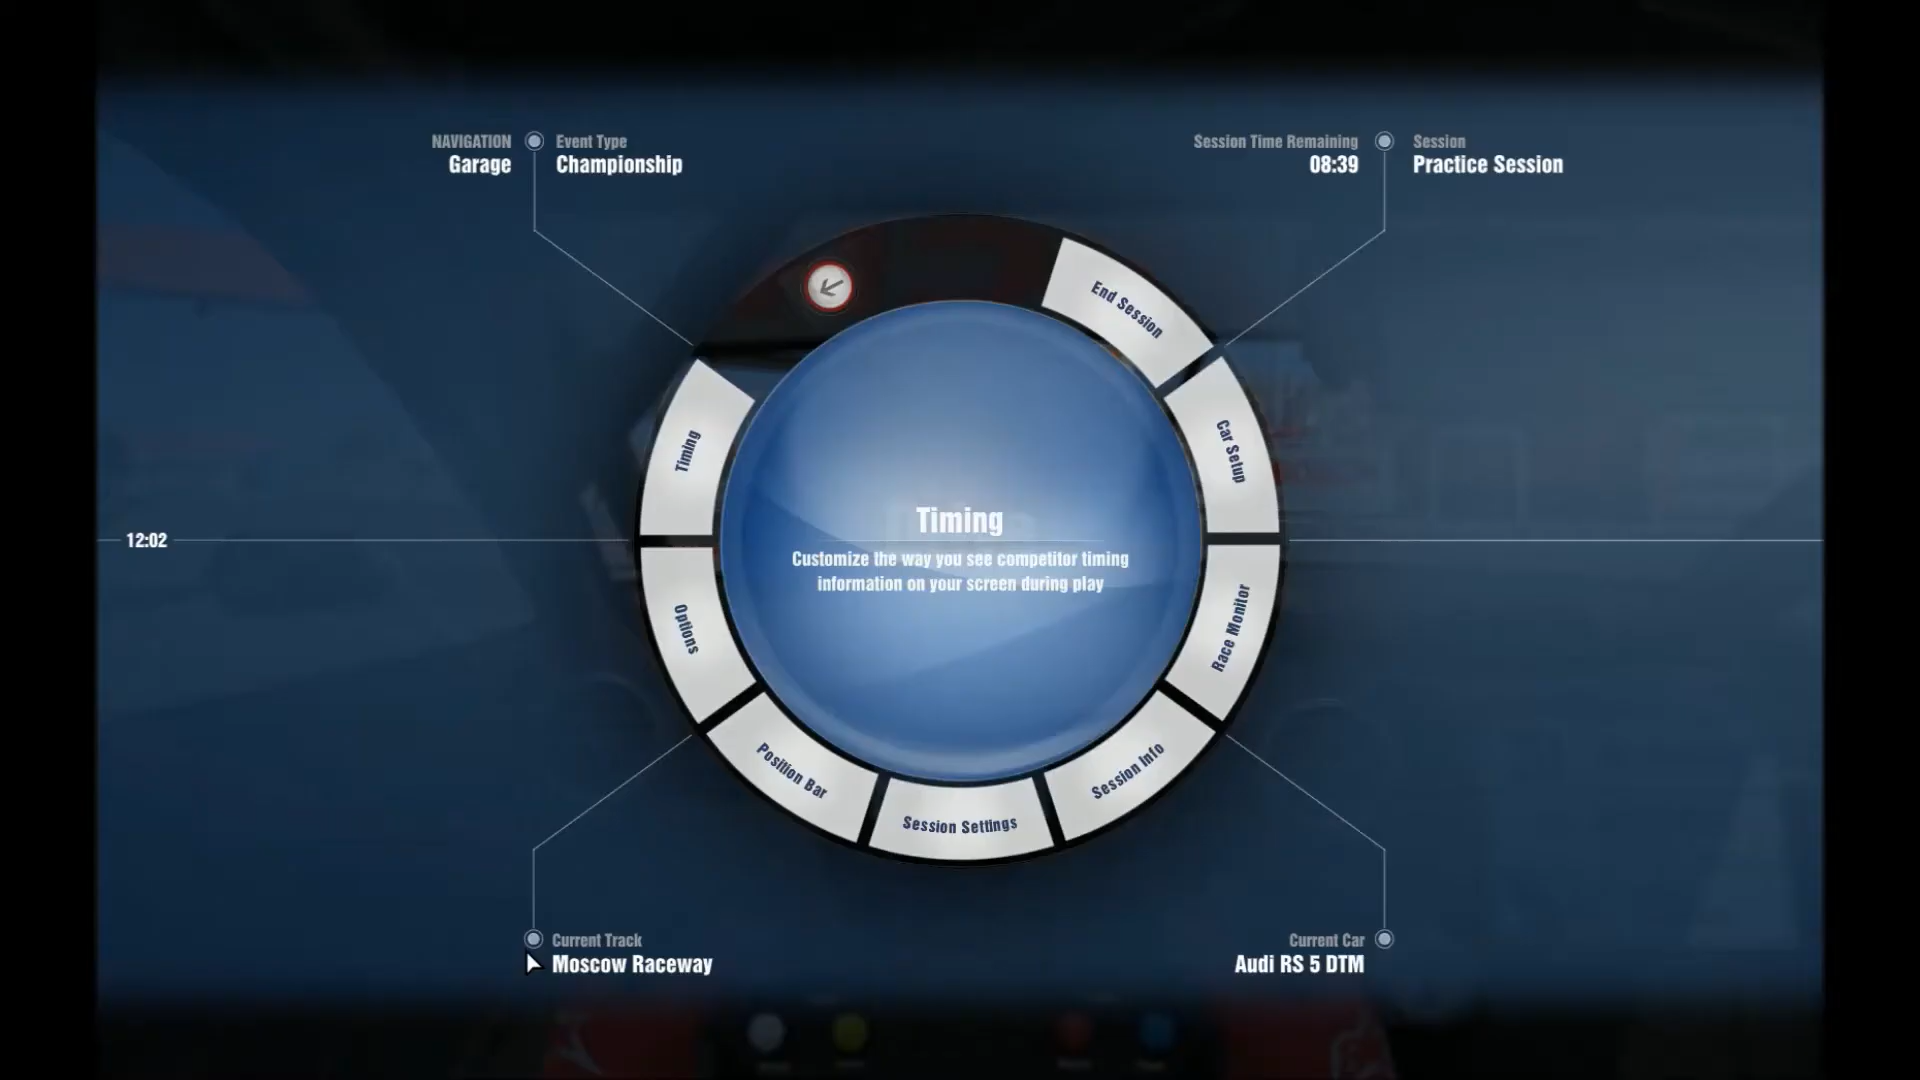 NAVIGATION
Garage
Event Type
Championship
Session Time Remaining
08:39
Session
Practice Session
End Session
Car Setup
Timing
12:02
Timing
Customize the way you see competitor timing
information on your screen during play
Options
Race Monitor
Position Bar
Session Info
Session Settings
Current Track
Moscow Raceway
Current Car
Audi RS 5 DTM